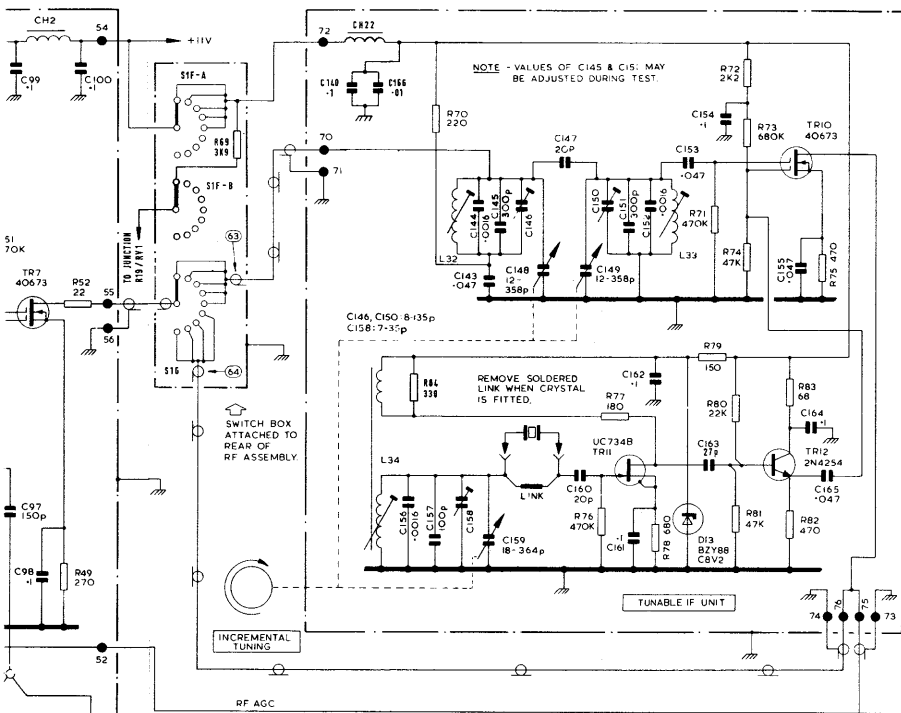 CH2
54
+11V
C99
·1
C100
·1
S1F-A
R69
3K9
S1F-B
TO JUNCTION
R19/RV1
63
51
70K
TR7
40673
R52
22
55
56
S1G
64
SWITCH BOX
ATTACHED TO
REAR OF
RF ASSEMBLY.
72
CH22
C140
·1
C166
·01
70
71
R70
220
NOTE - VALUES OF C145 & C151 MAY
BE ADJUSTED DURING TEST.
C147
20p
C144
·0016
C145
300p
C146
L32
C143
·047
C148
12-
358p
C150
C151
300p
C152
·0016
L33
C149
12-358p
C153
·047
R71
470K
R72
2K2
C154
·1
R73
680K
R74
47K
TR10
40673
C155
·047
R75 470
C146, C150:8-135p
C158:7-35p
R84
330
REMOVE SOLDERED
LINK WHEN CRYSTAL
IS FITTED.
R77
180
C162
·1
R79
150
R80
22K
R83
68
C164
·1
UC734B
TR11
C163
27p
TR12
2N4254
C165
·047
L34
LINK
C160
20p
C156
·0016
C157
100p
C158
C159
18-364p
R76
470K
·1
C161
R78 680
D13
BZY88
C8V2
R81
47K
R82
470
C97
150p
C98
·1
R49
270
52
INCREMENTAL
TUNING
TUNABLE IF UNIT
74
76
75
73
RF AGC